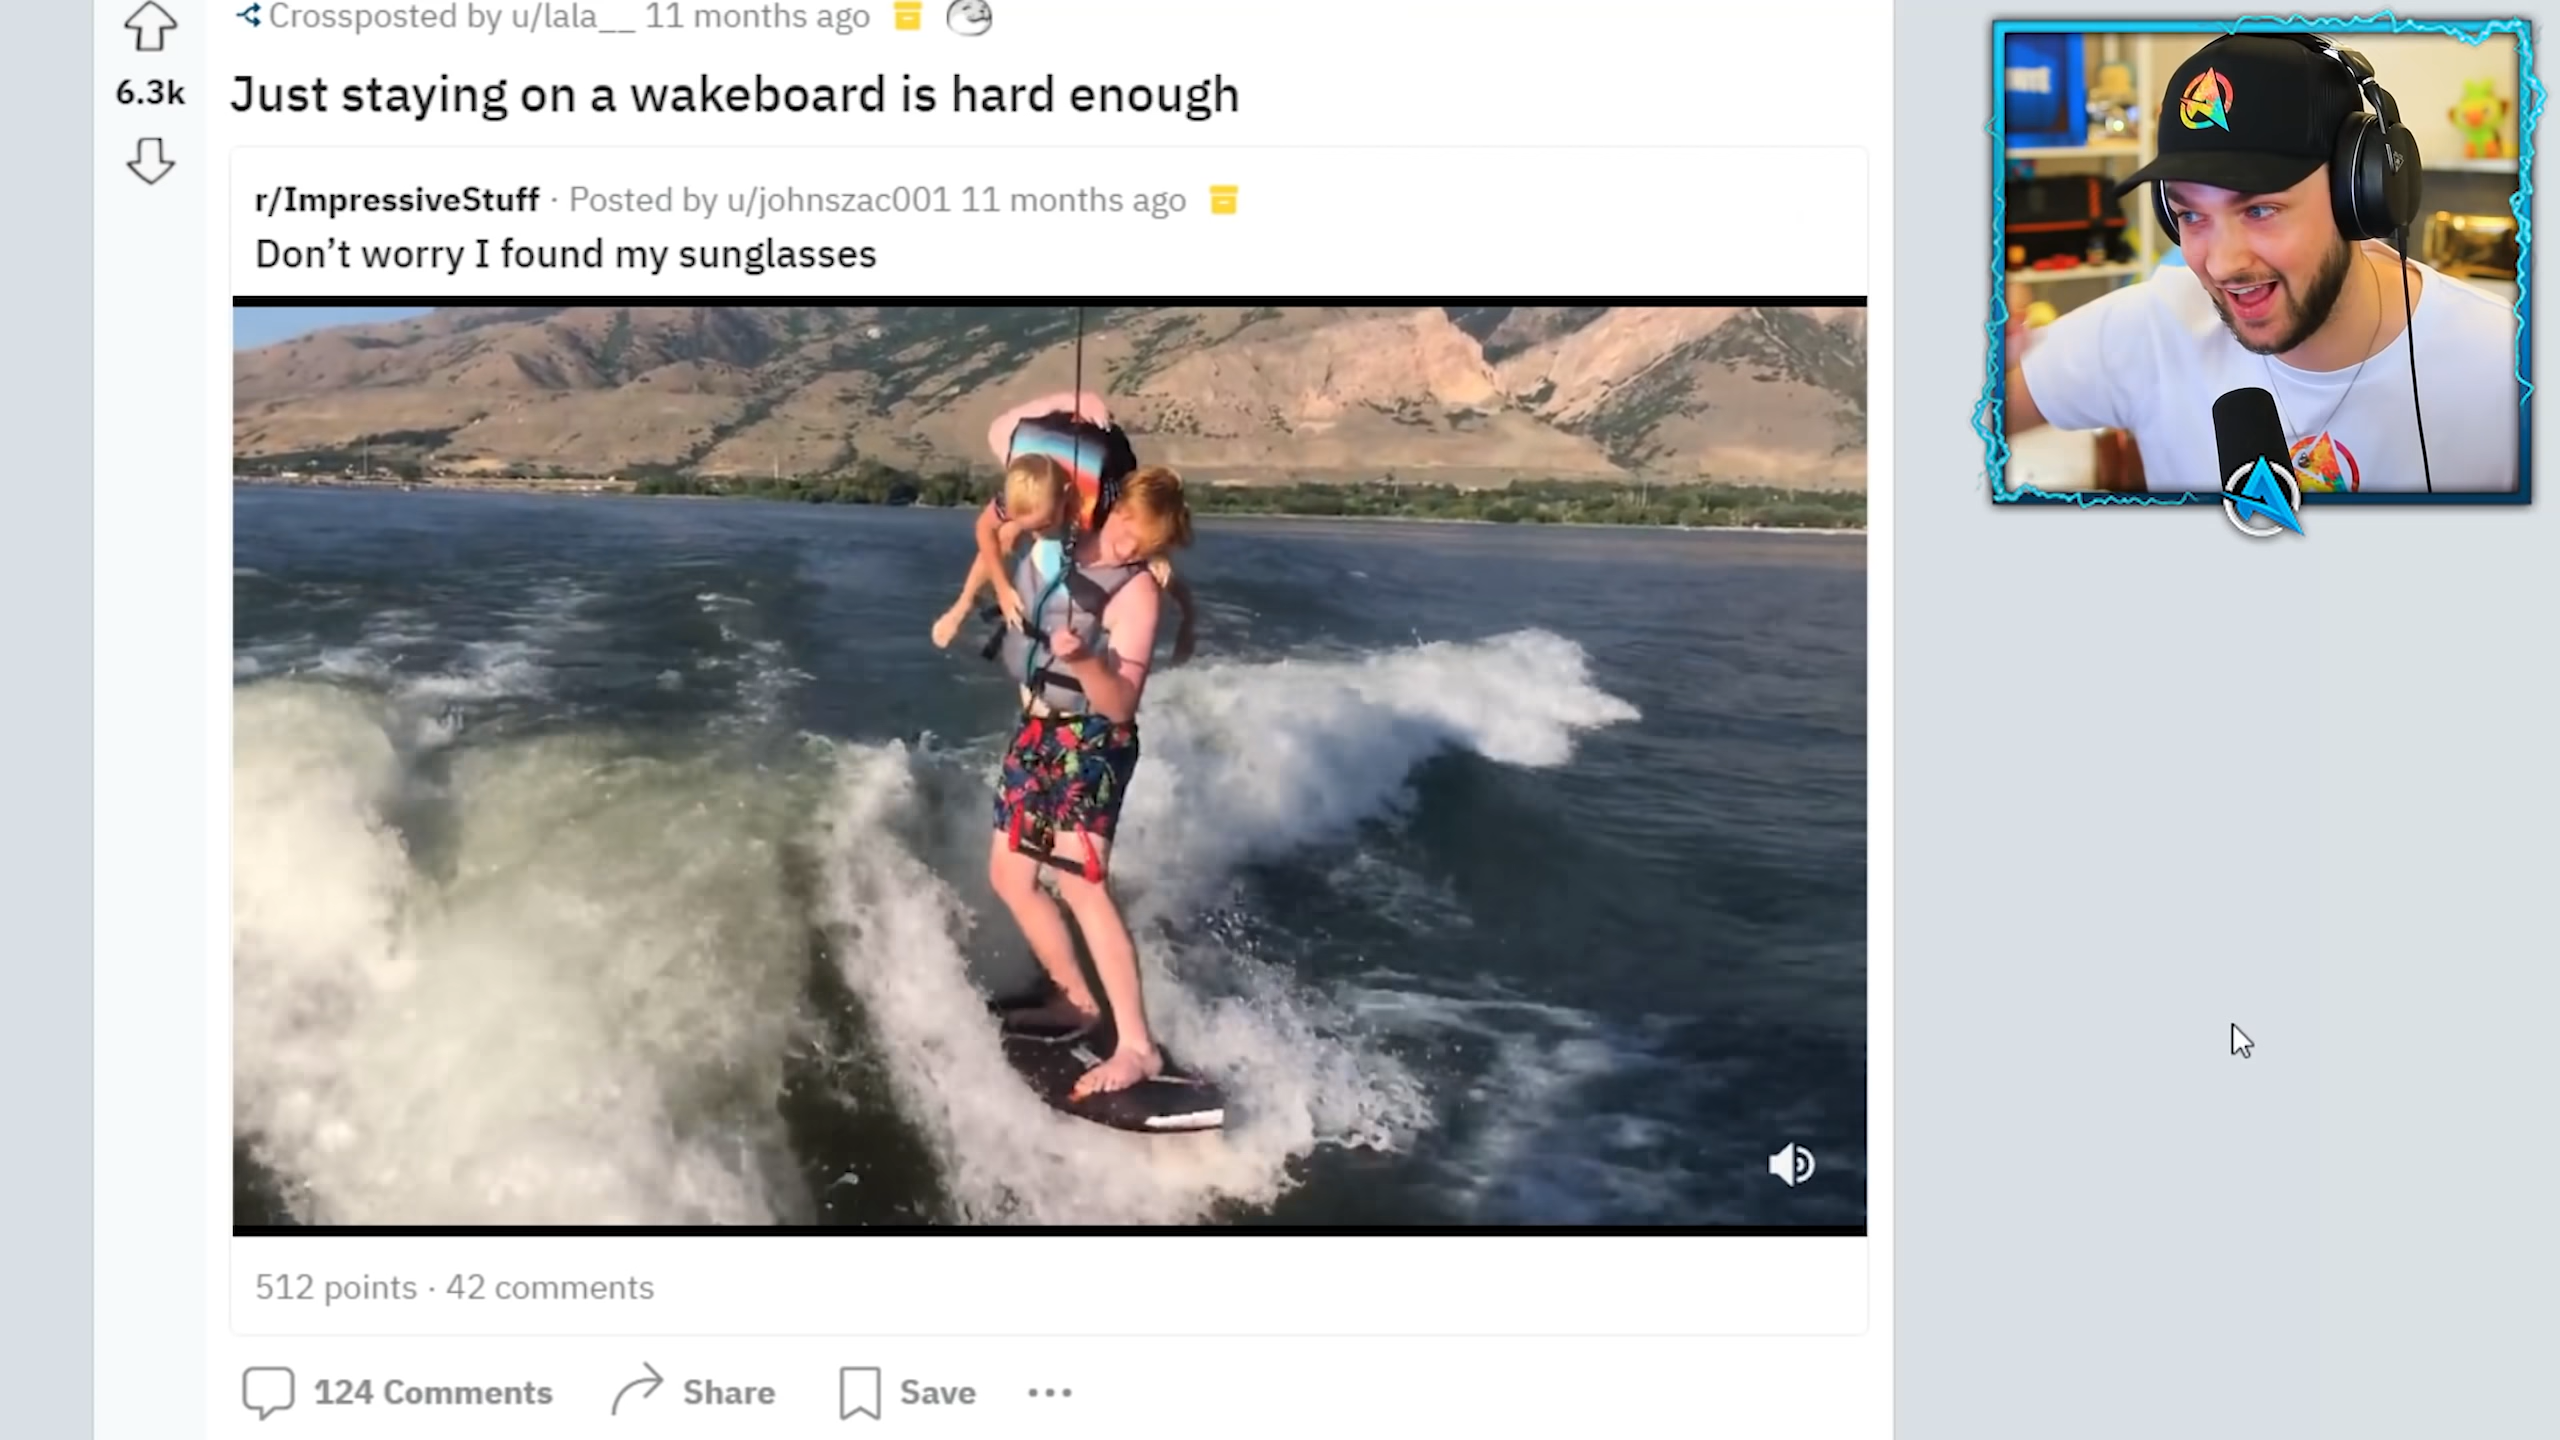 Crossposted by u/lala__ 11 months ago
6.3k
Just staying on a wakeboard is hard enough
r/ImpressiveStuff · Posted by u/johnszac001 11 months ago
Don’t worry I found my sunglasses
512 points · 42 comments
124 Comments
Share
Save